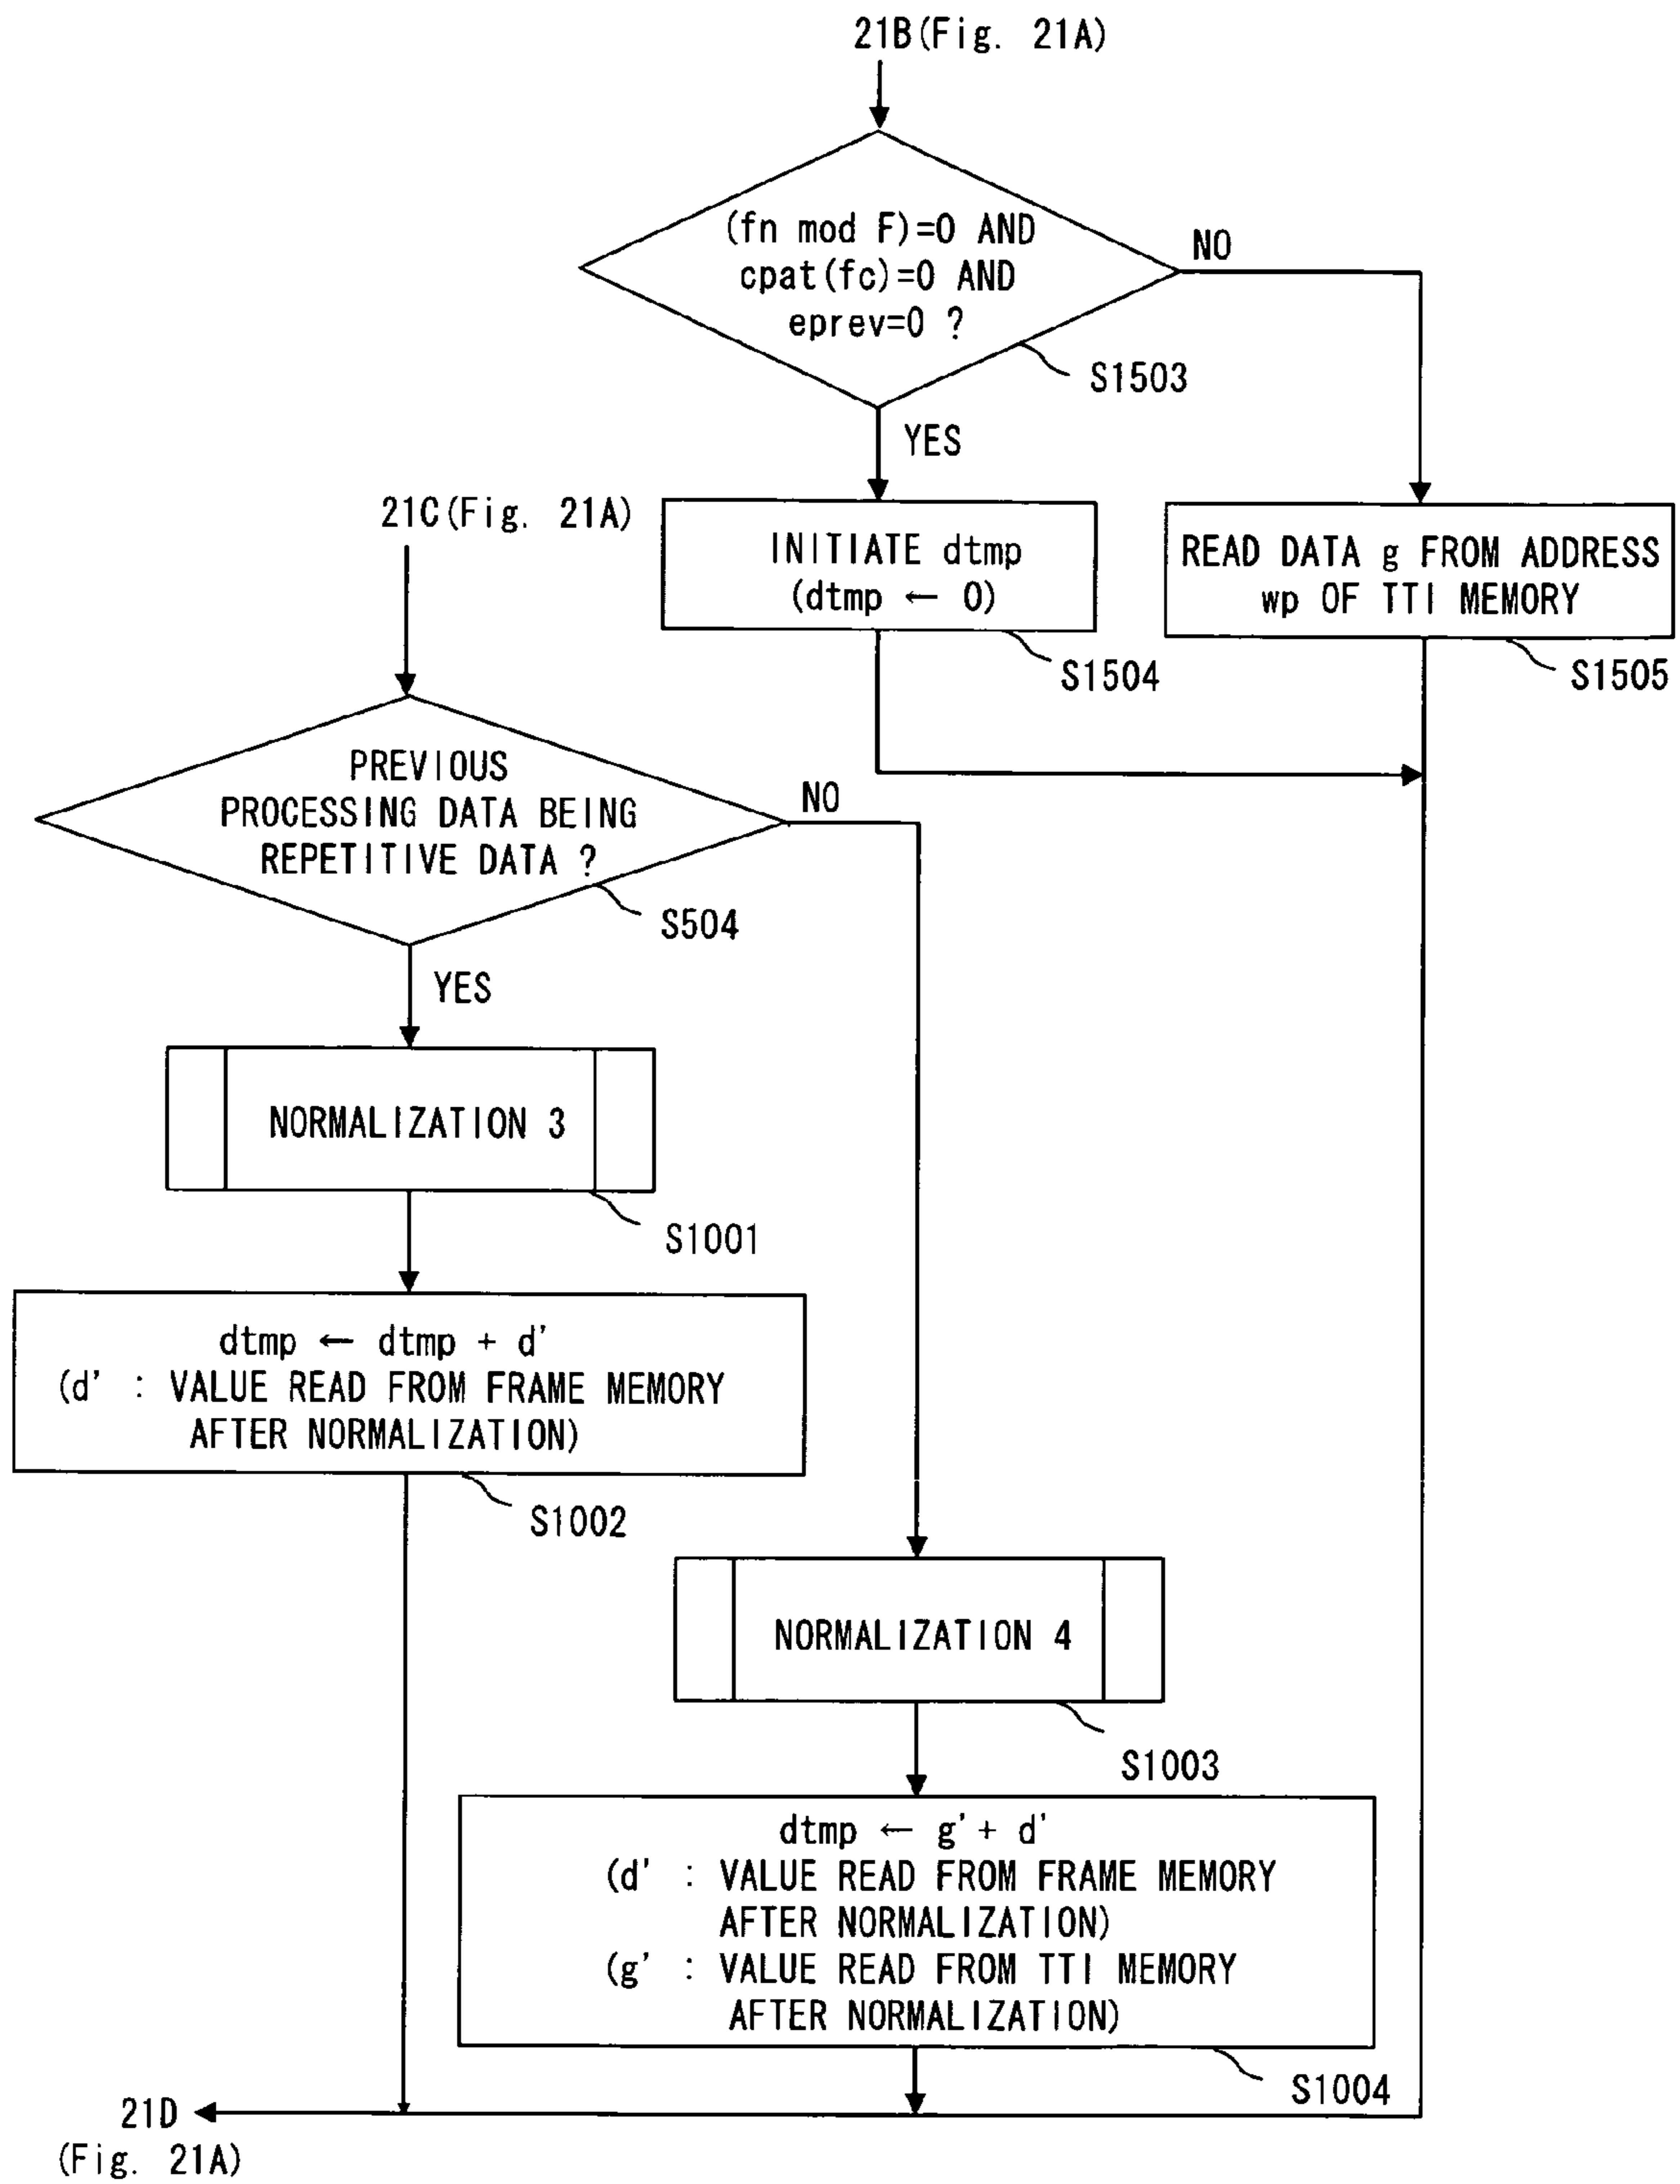 21B(Fig. 21A)
(fn mod F)=0 AND
cpat(fc)=0 AND
eprev=0 ?
NO
S1503
YES
21C(Fig. 21A)
INITIATE dtmp
(dtmp ← 0)
S1504
READ DATA g FROM ADDRESS
wp OF TTI MEMORY
S1505
PREVIOUS
PROCESSING DATA BEING
REPETITIVE DATA ?
NO
S504
YES
NORMALIZATION 3
S1001
dtmp ← dtmp + d'
(d' : VALUE READ FROM FRAME MEMORY
AFTER NORMALIZATION)
S1002
NORMALIZATION 4
S1003
dtmp ← g'+ d'
(d' : VALUE READ FROM FRAME MEMORY
AFTER NORMALIZATION)
(g' : VALUE READ FROM TTI MEMORY
AFTER NORMALIZATION)
S1004
21D
(Fig. 21A)